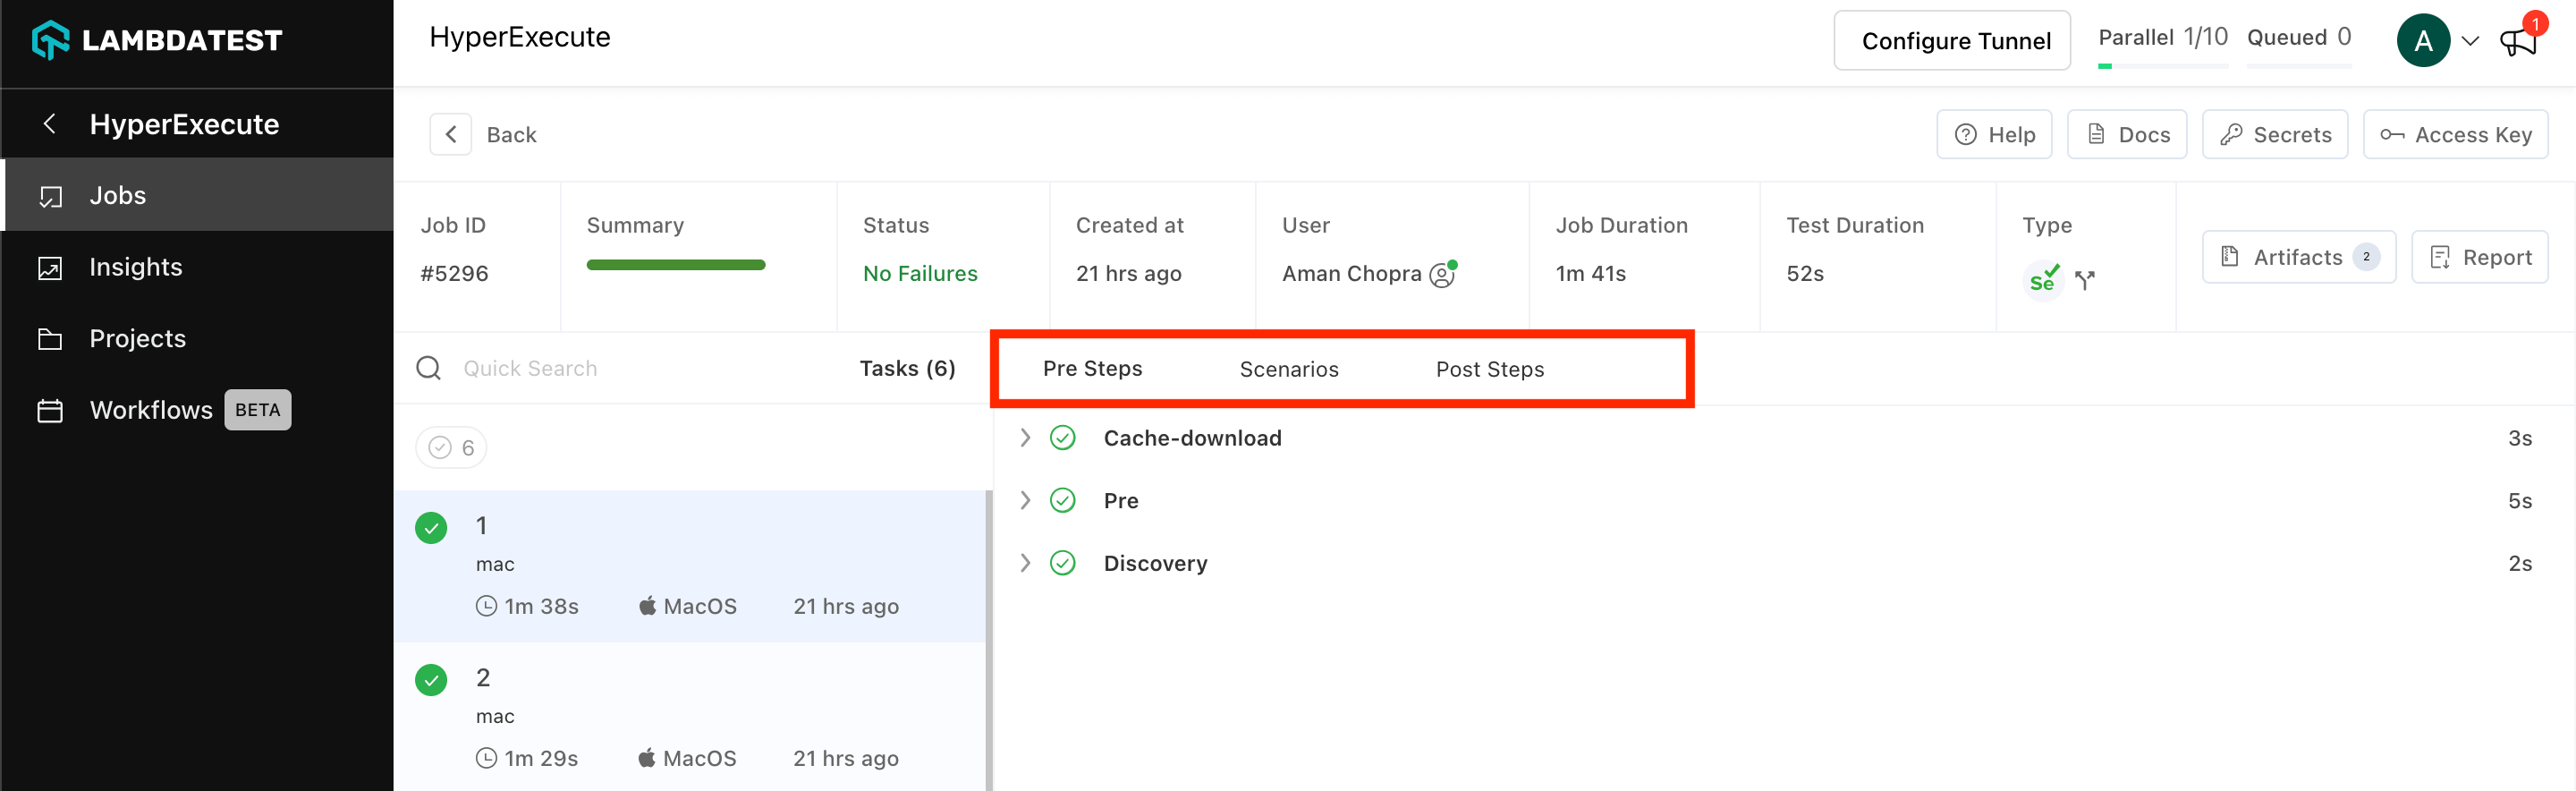 LAMBDATEST
HyperExecute
Configure Tunnel
Parallel 1/10
Queued 0
A
1
HyperExecute
Jobs
Insights
Projects
Workflows BETA
Back
Help
Docs
Secrets
Access Key
Job ID
#5296
Summary
Status
No Failures
Created at
21 hrs ago
User
Aman Chopra
Job Duration
1m 41s
Test Duration
52s
Type
Se
Artifacts 2
Report
Quick Search
Tasks (6)
Pre Steps
Scenarios
Post Steps
6
1
mac
1m 38s
MacOS
21 hrs ago
2
mac
1m 29s
MacOS
21 hrs ago
Cache-download
3s
Pre
5s
Discovery
2s